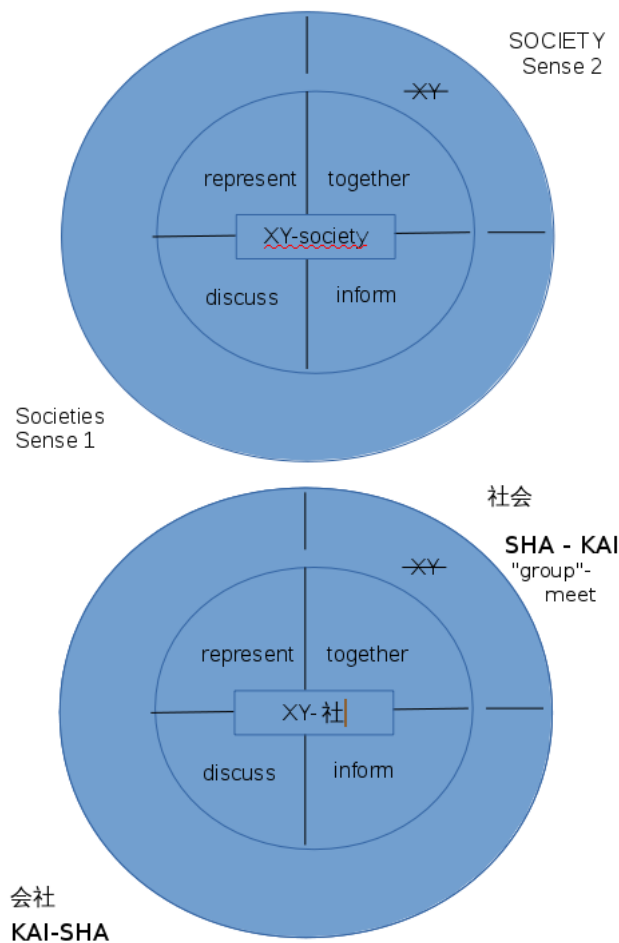 SOCIETY
Sense 2
XY
represent together
XY-society
discuss inform
Societies
Sense 1
社会
SHA - KAI
"group"-
meet
XY
represent together
XY- 社
discuss inform
会社
KAI-SHA